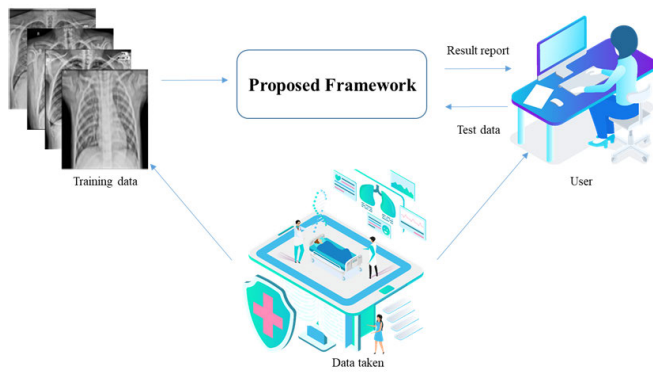 Result report
Proposed Framework
Test data
Training data
User
Data taken